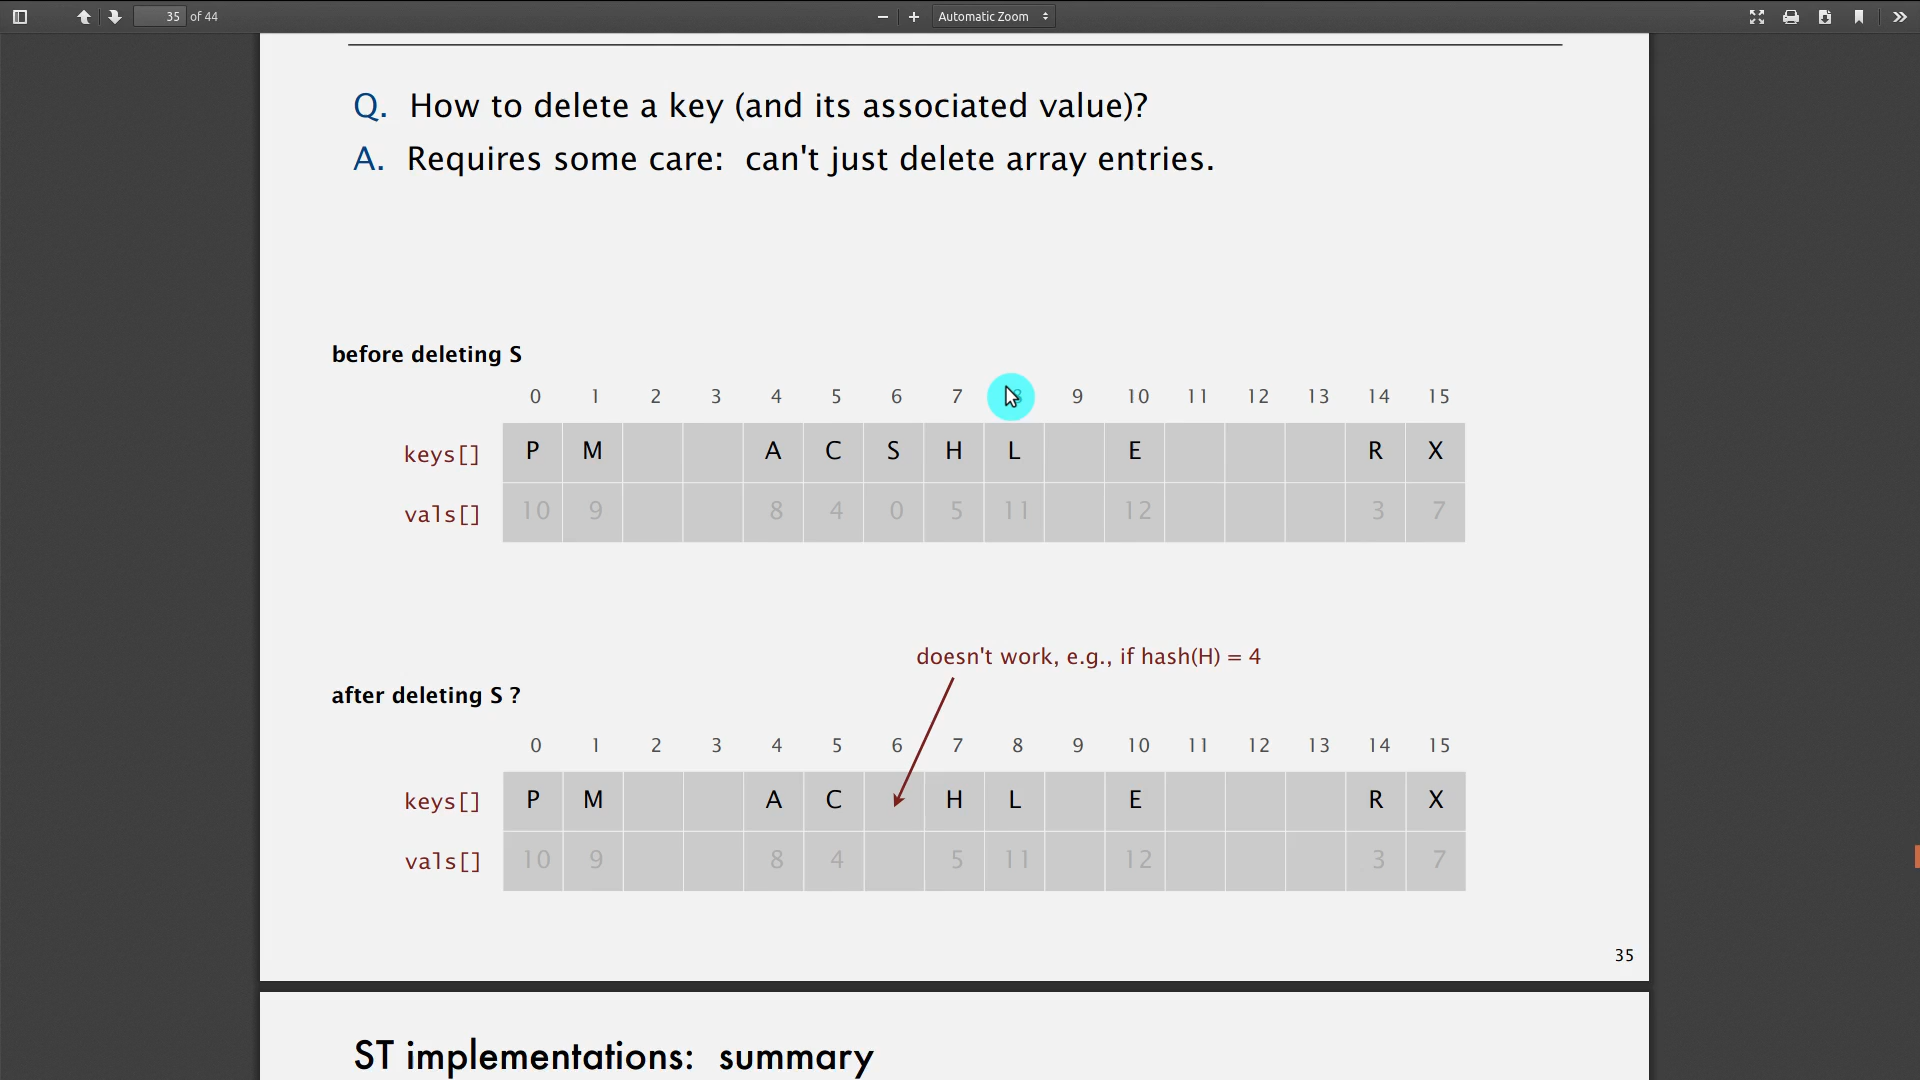 35 of 44
Automatic Zoom
Q. How to delete a key (and its associated value)?
A. Requires some care: can't just delete array entries.
before deleting S
0 1 2 3 4 5 6 7 9 10 11 12 13 14 15
keys[] P M A C S H L E R X
vals[] 10 9 8 4 0 5 11 12 3 7
doesn't work, e.g., if hash(H) = 4
after deleting S ?
0 1 2 3 4 5 6 7 8 9 10 11 12 13 14 15
keys[] P M A C H L E R X
vals[] 10 9 8 4 5 11 12 3 7
35
ST implementations: summary